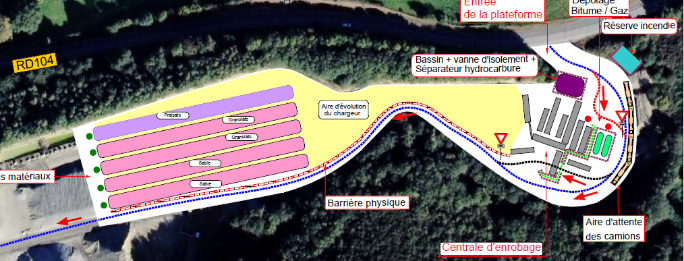 Entrée
de la plateforme
Dépotage
Bitume / Gaz
Réserve incendie
RD104
Bassin + vanne d'isolement +
Séparateur hydrocarbure
Aire d'évolution
du chargeur
Fraisats
Granulats
Granulats
Sable
Sable
s matériaux
Barrière physique
Aire d'attente
des camions
Centrale d'enrobage